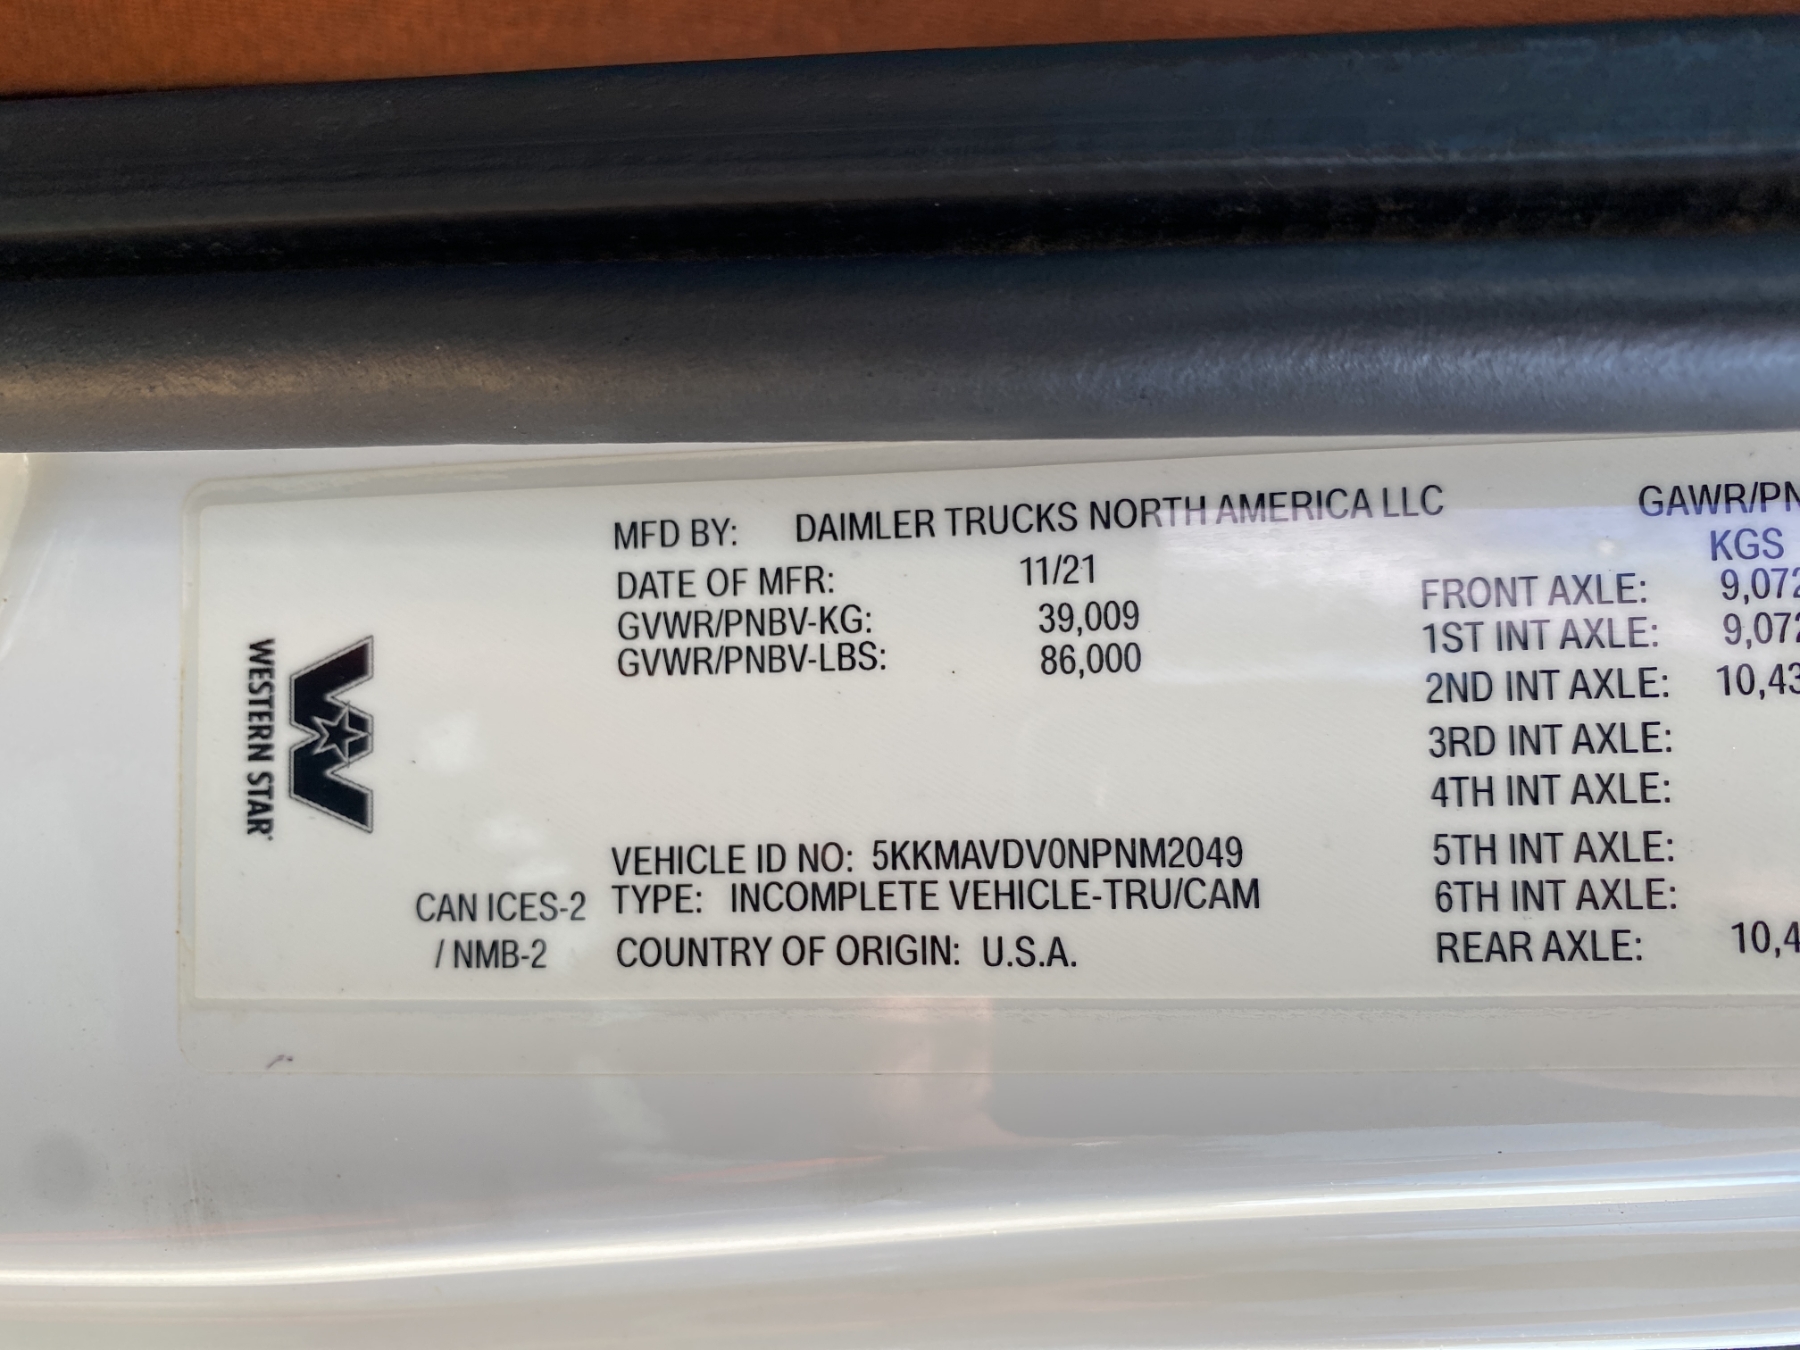 MFD BY: DAIMLER TRUCKS NORTH AMERICA LLC
DATE OF MFR: 11/21
GVWR/PNBV-KG: 39,009
GVWR/PNBV-LBS: 86,000
VEHICLE ID NO: 5KKMAVDV0NPNM2049
TYPE: INCOMPLETE VEHICLE-TRU/CAM
COUNTRY OF ORIGIN: U.S.A.
CAN ICES-2
/ NMB-2
WESTERN STAR
GAWR/PN
KGS
FRONT AXLE: 9,072
1ST INT AXLE: 9,072
2ND INT AXLE: 10,43
3RD INT AXLE:
4TH INT AXLE:
5TH INT AXLE:
6TH INT AXLE:
REAR AXLE: 10,4